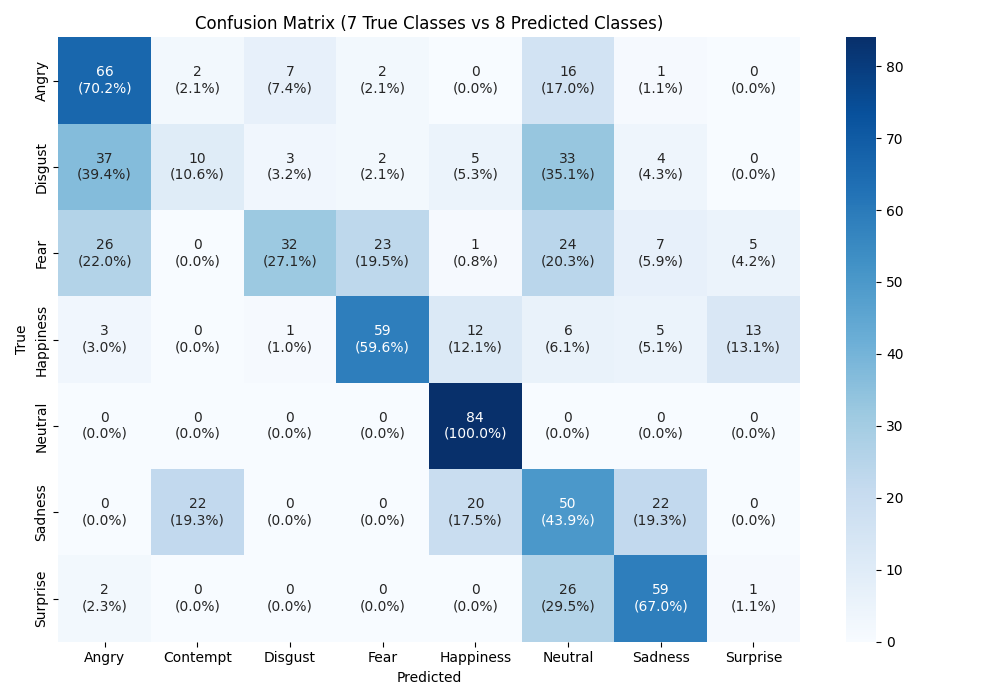 Confusion Matrix (7 True Classes vs 8 Predicted Classes)
True
Angry
66 2 7 2 0 16 1 0
(70.2%) (2.1%) (7.4%) (2.1%) (0.0%) (17.0%) (1.1%) (0.0%)
Disgust
37 10 3 2 5 33 4 0
(39.4%) (10.6%) (3.2%) (2.1%) (5.3%) (35.1%) (4.3%) (0.0%)
Fear
26 0 32 23 1 24 7 5
(22.0%) (0.0%) (27.1%) (19.5%) (0.8%) (20.3%) (5.9%) (4.2%)
Happiness
3 0 1 59 12 6 5 13
(3.0%) (0.0%) (1.0%) (59.6%) (12.1%) (6.1%) (5.1%) (13.1%)
Neutral
0 0 0 0 84 0 0 0
(0.0%) (0.0%) (0.0%) (0.0%) (100.0%) (0.0%) (0.0%) (0.0%)
Sadness
0 22 0 0 20 50 22 0
(0.0%) (19.3%) (0.0%) (0.0%) (17.5%) (43.9%) (19.3%) (0.0%)
Surprise
2 0 0 0 0 26 59 1
(2.3%) (0.0%) (0.0%) (0.0%) (0.0%) (29.5%) (67.0%) (1.1%)
Angry Contempt Disgust Fear Happiness Neutral Sadness Surprise
Predicted
80
70
60
50
40
30
20
10
0